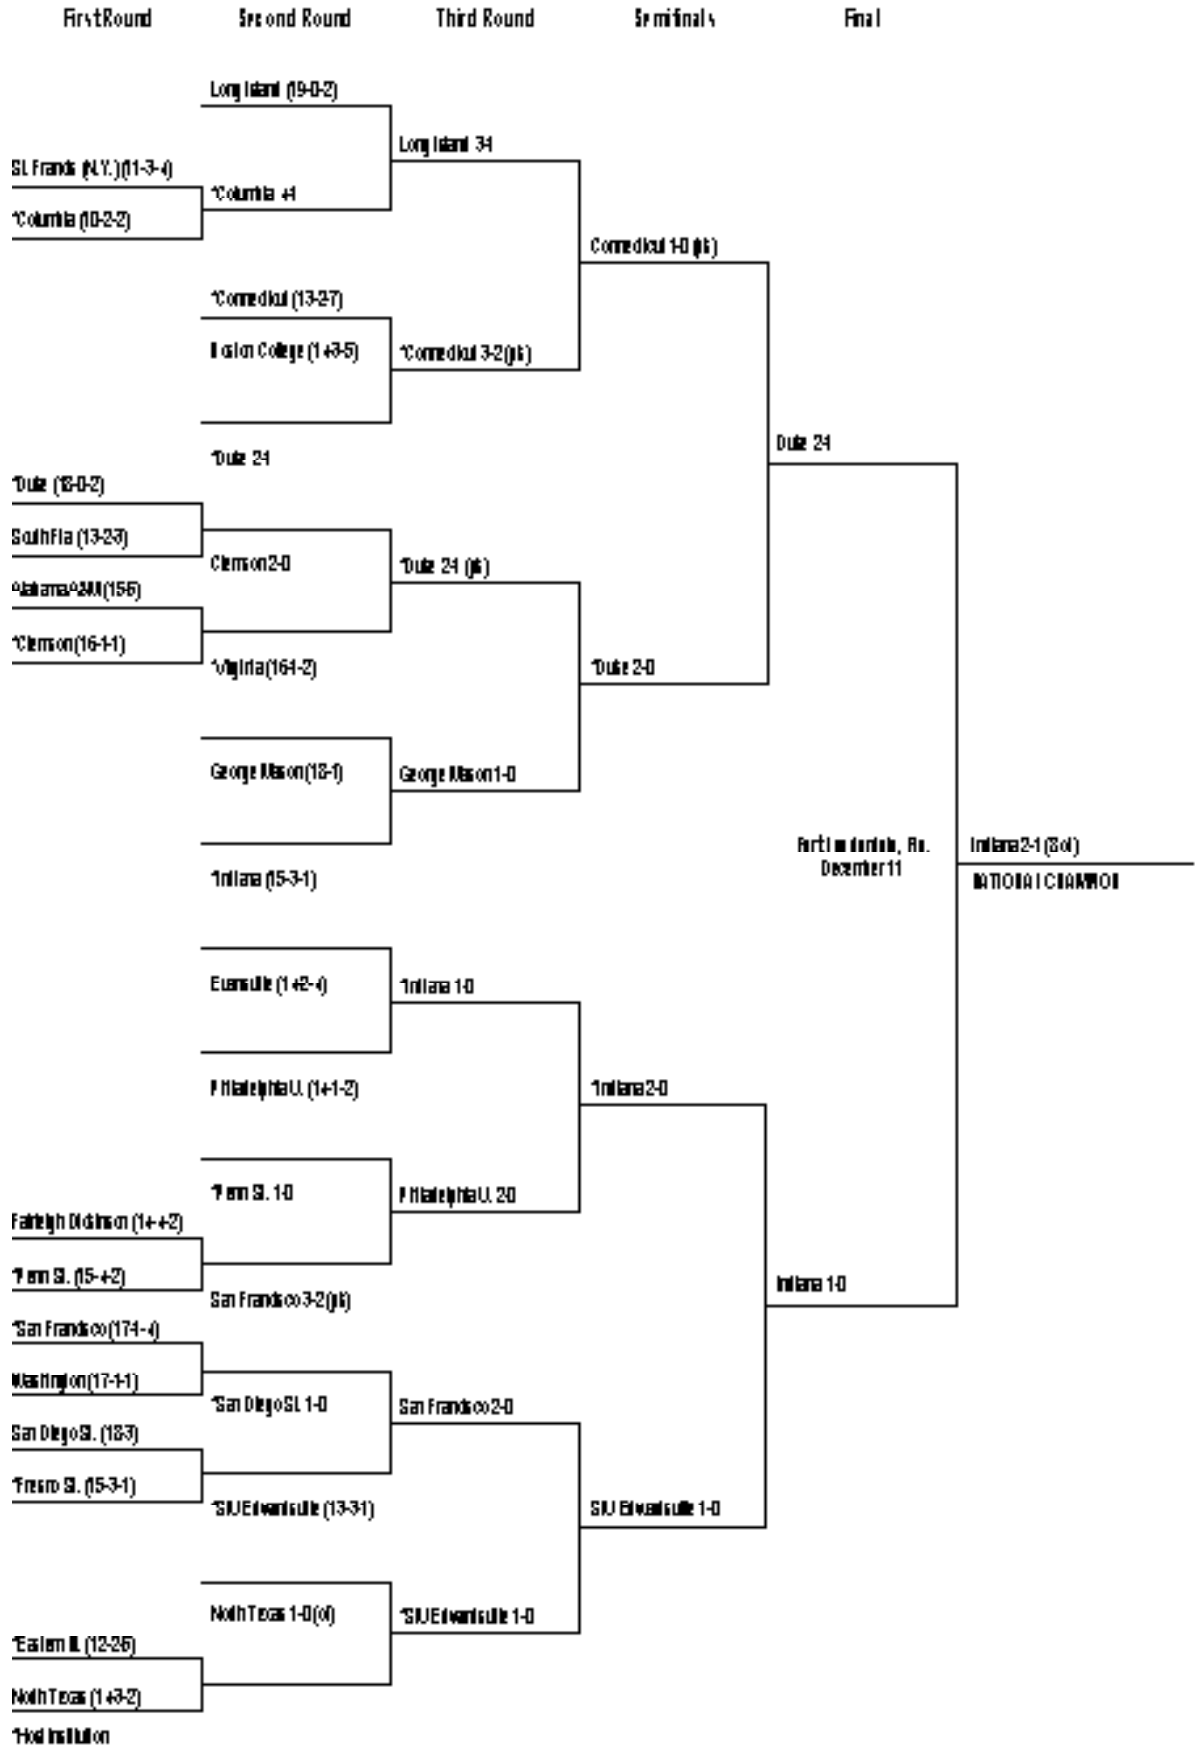 First Round
Second Round
Third Round
Semifinals
Final
Long Island (19-0-2)
Long Island 3-1
St. Francis (N.Y.) (11-3-4)
*Columbia 4-1
*Columbia (10-2-2)
Connecticut 1-0 (pk)
*Connecticut (13-2-7)
Boston College (14-3-5)
*Connecticut 3-2 (pk)
Duke 2-1
*Duke 2-1
*Duke (18-0-2)
South Fla. (13-2-3)
Clemson 2-0
*Duke 2-1 (pk)
Alabama A&M (15-5)
*Clemson (16-1-1)
*Virginia (16-1-2)
*Duke 2-0
George Mason (18-1)
George Mason 1-0
Fort Lauderdale, Fla.
December 11
Indiana 2-1 (8ot)
NATIONAL CHAMPION
*Indiana (15-3-1)
Evansville (14-2-4)
*Indiana 1-0
Philadelphia U. (14-1-2)
*Indiana 2-0
*Penn St. 1-0
Philadelphia U. 2-0
Fairleigh Dickinson (14-4-2)
*Penn St. (15-4-2)
Indiana 1-0
San Francisco 3-2 (pk)
*San Francisco (17-1-4)
Washington (17-1-1)
*San Diego St. 1-0
San Francisco 2-0
San Diego St. (18-3)
*Fresno St. (15-3-1)
*SIU Edwardsville (13-3-1)
SIU Edwardsville 1-0
North Texas 1-0 (ot)
*SIU Edwardsville 1-0
*Eastern Ill. (12-2-5)
North Texas (14-3-2)
*Host institution